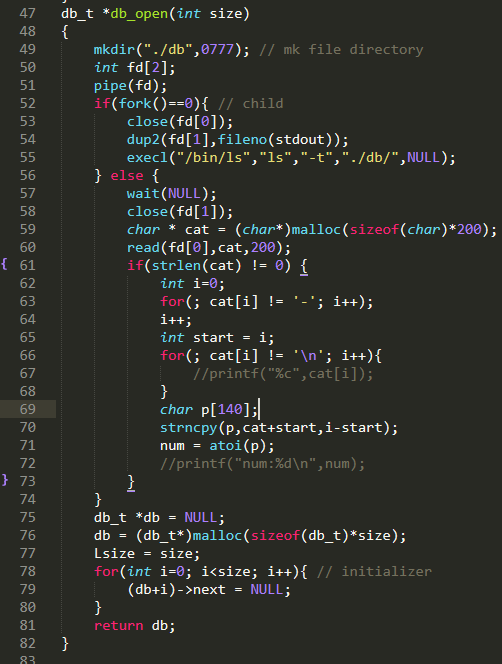 47 db_t *db_open(int size)
48 {
49     mkdir("./db",0777); // mk file directory
50     int fd[2];
51     pipe(fd);
52     if(fork()==0){ // child
53         close(fd[0]);
54         dup2(fd[1],fileno(stdout));
55         execl("/bin/ls","ls","-t","./db/",NULL);
56     } else {
57         wait(NULL);
58         close(fd[1]);
59         char * cat = (char*)malloc(sizeof(char)*200);
60         read(fd[0],cat,200);
{ 61         if(strlen(cat) != 0) {
62             int i=0;
63             for(; cat[i] != '-'; i++);
64             i++;
65             int start = i;
66             for(; cat[i] != '\n'; i++){
67                 //printf("%c",cat[i]);
68             }
69             char p[140];
70             strncpy(p,cat+start,i-start);
71             num = atoi(p);
72             //printf("num:%d\n",num);
} 73         }
74     }
75     db_t *db = NULL;
76     db = (db_t*)malloc(sizeof(db_t)*size);
77     Lsize = size;
78     for(int i=0; i<size; i++){ // initializer
79         (db+i)->next = NULL;
80     }
81     return db;
82 }
83